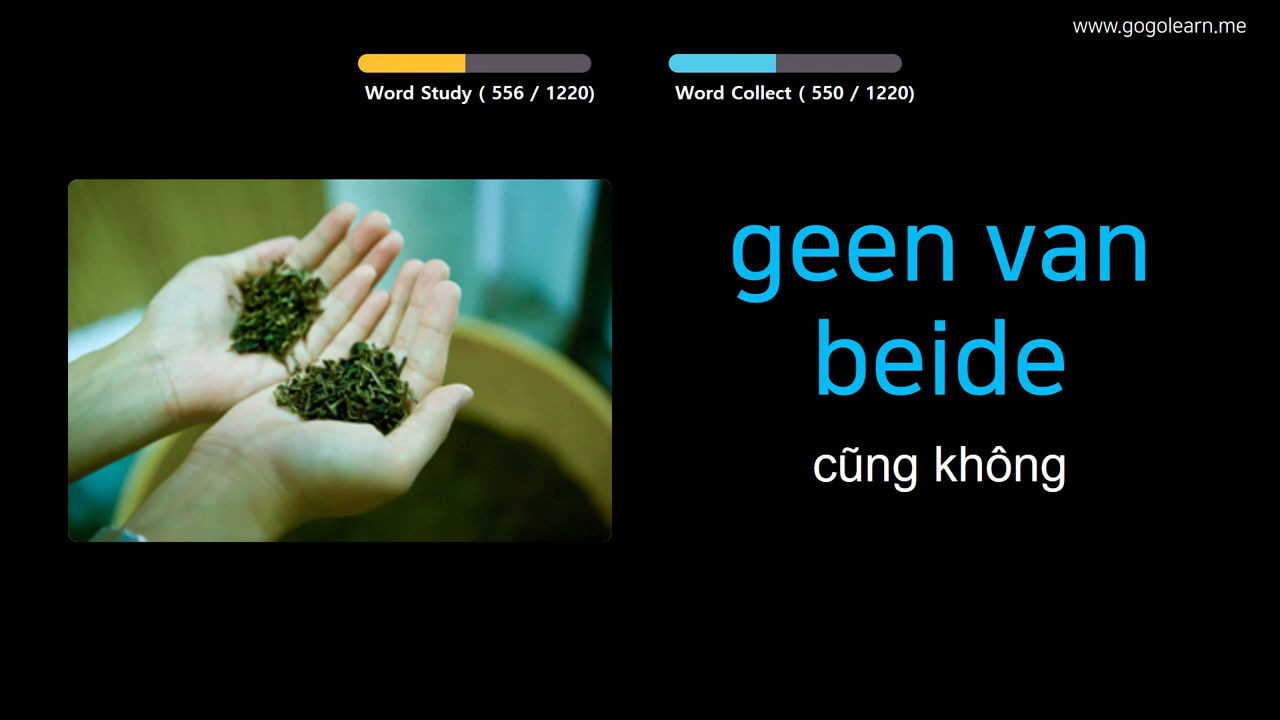 www.gogolearn.me
Word Study ( 556 / 1220)
Word Collect ( 550 / 1220)
geen van
beide
cũng không